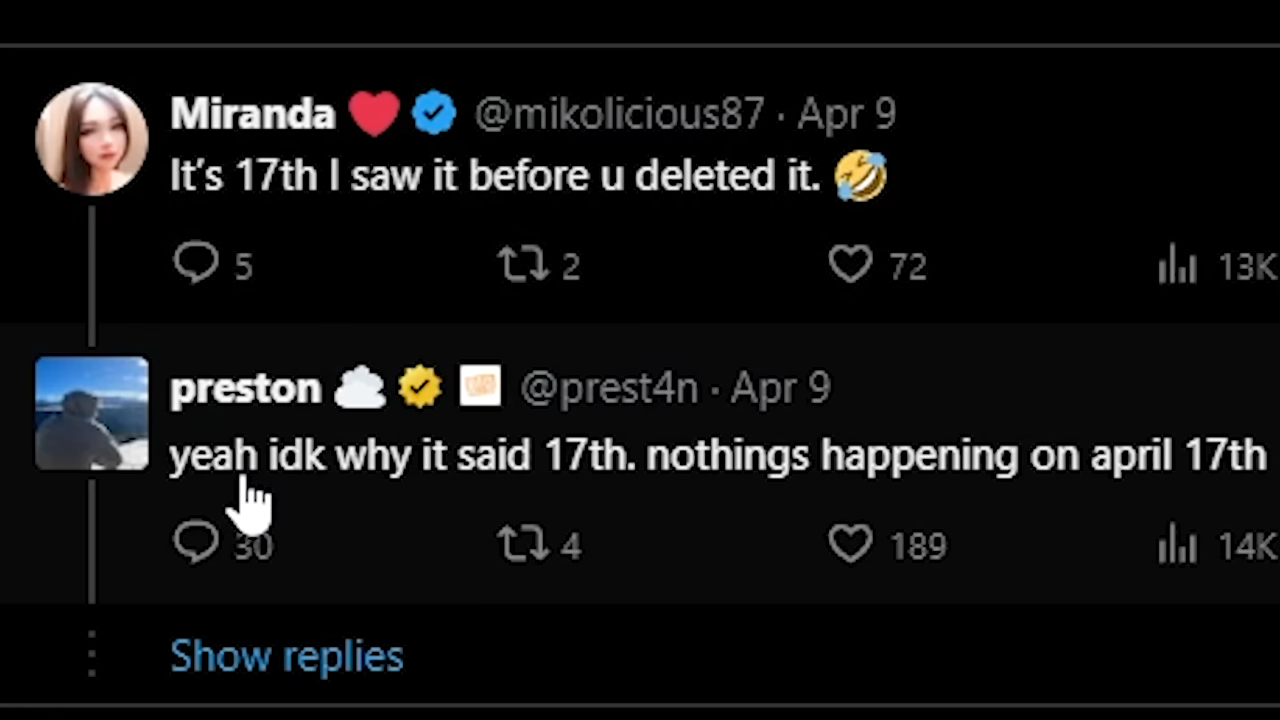 Miranda ❤️ @mikolicious87 · Apr 9
It's 17th I saw it before u deleted it. 🤣
5 2 72 13K
preston ☁️ @prest4n · Apr 9
yeah idk why it said 17th. nothings happening on april 17th
30 4 189 14K
Show replies